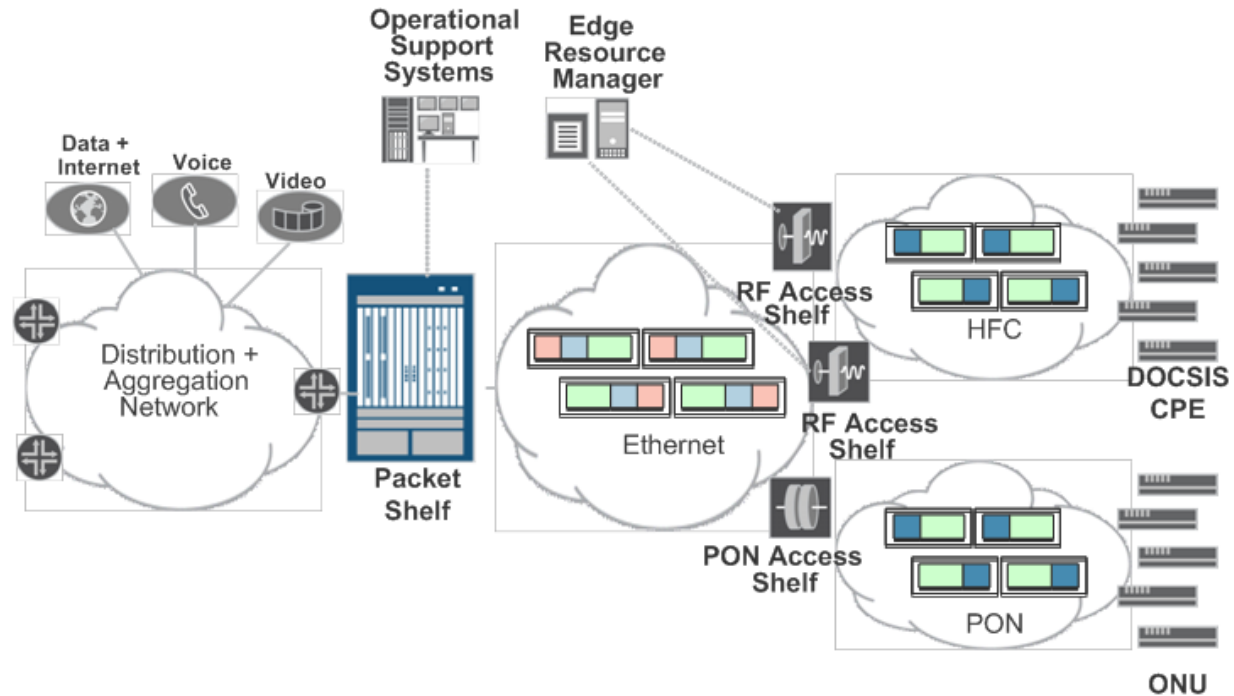 Operational
Support
Systems
Edge
Resource
Manager
Data +
Internet
Voice
Video
Distribution +
Aggregation
Network
Packet
Shelf
Ethernet
RF Access
Shelf
RF Access
Shelf
PON Access
Shelf
HFC
DOCSIS
CPE
PON
ONU